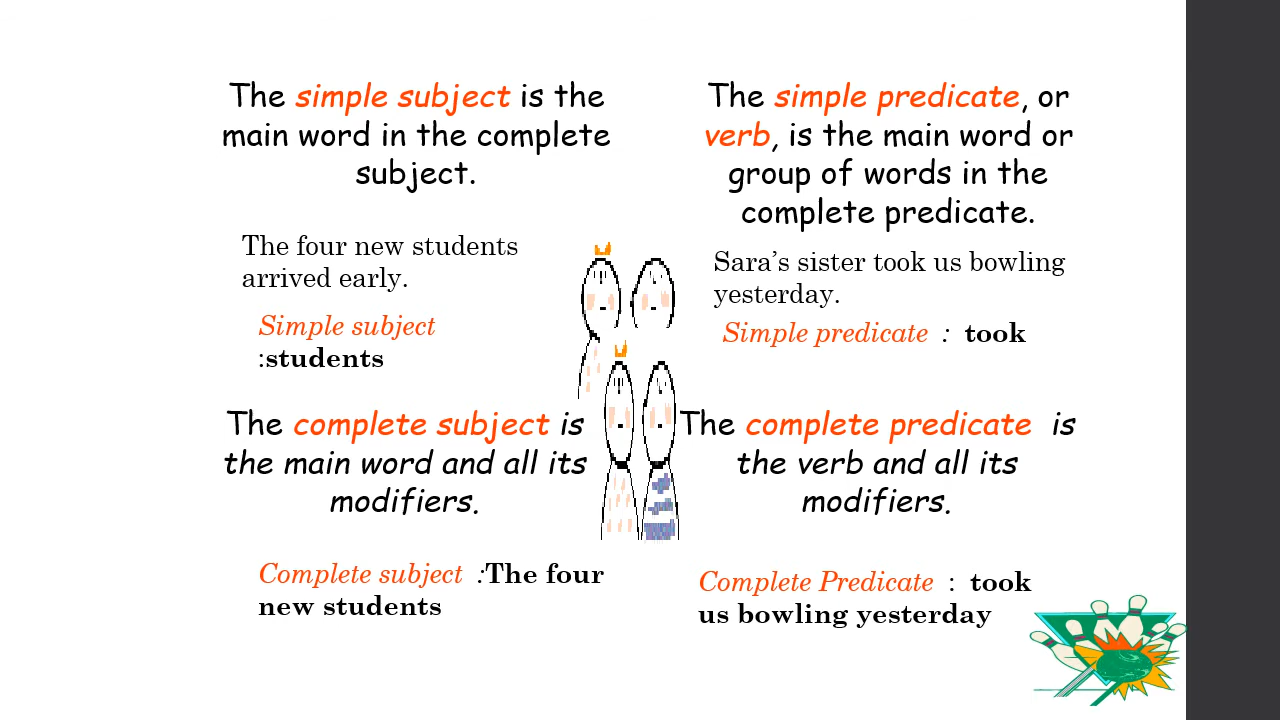 The simple subject is the
main word in the complete
subject.
The four new students
arrived early.
Simple subject
:students
The complete subject is
the main word and all its
modifiers.
Complete subject :The four
new students
The simple predicate, or
verb, is the main word or
group of words in the
complete predicate.
Sara’s sister took us bowling
yesterday.
Simple predicate : took
The complete predicate is
the verb and all its
modifiers.
Complete Predicate : took
us bowling yesterday